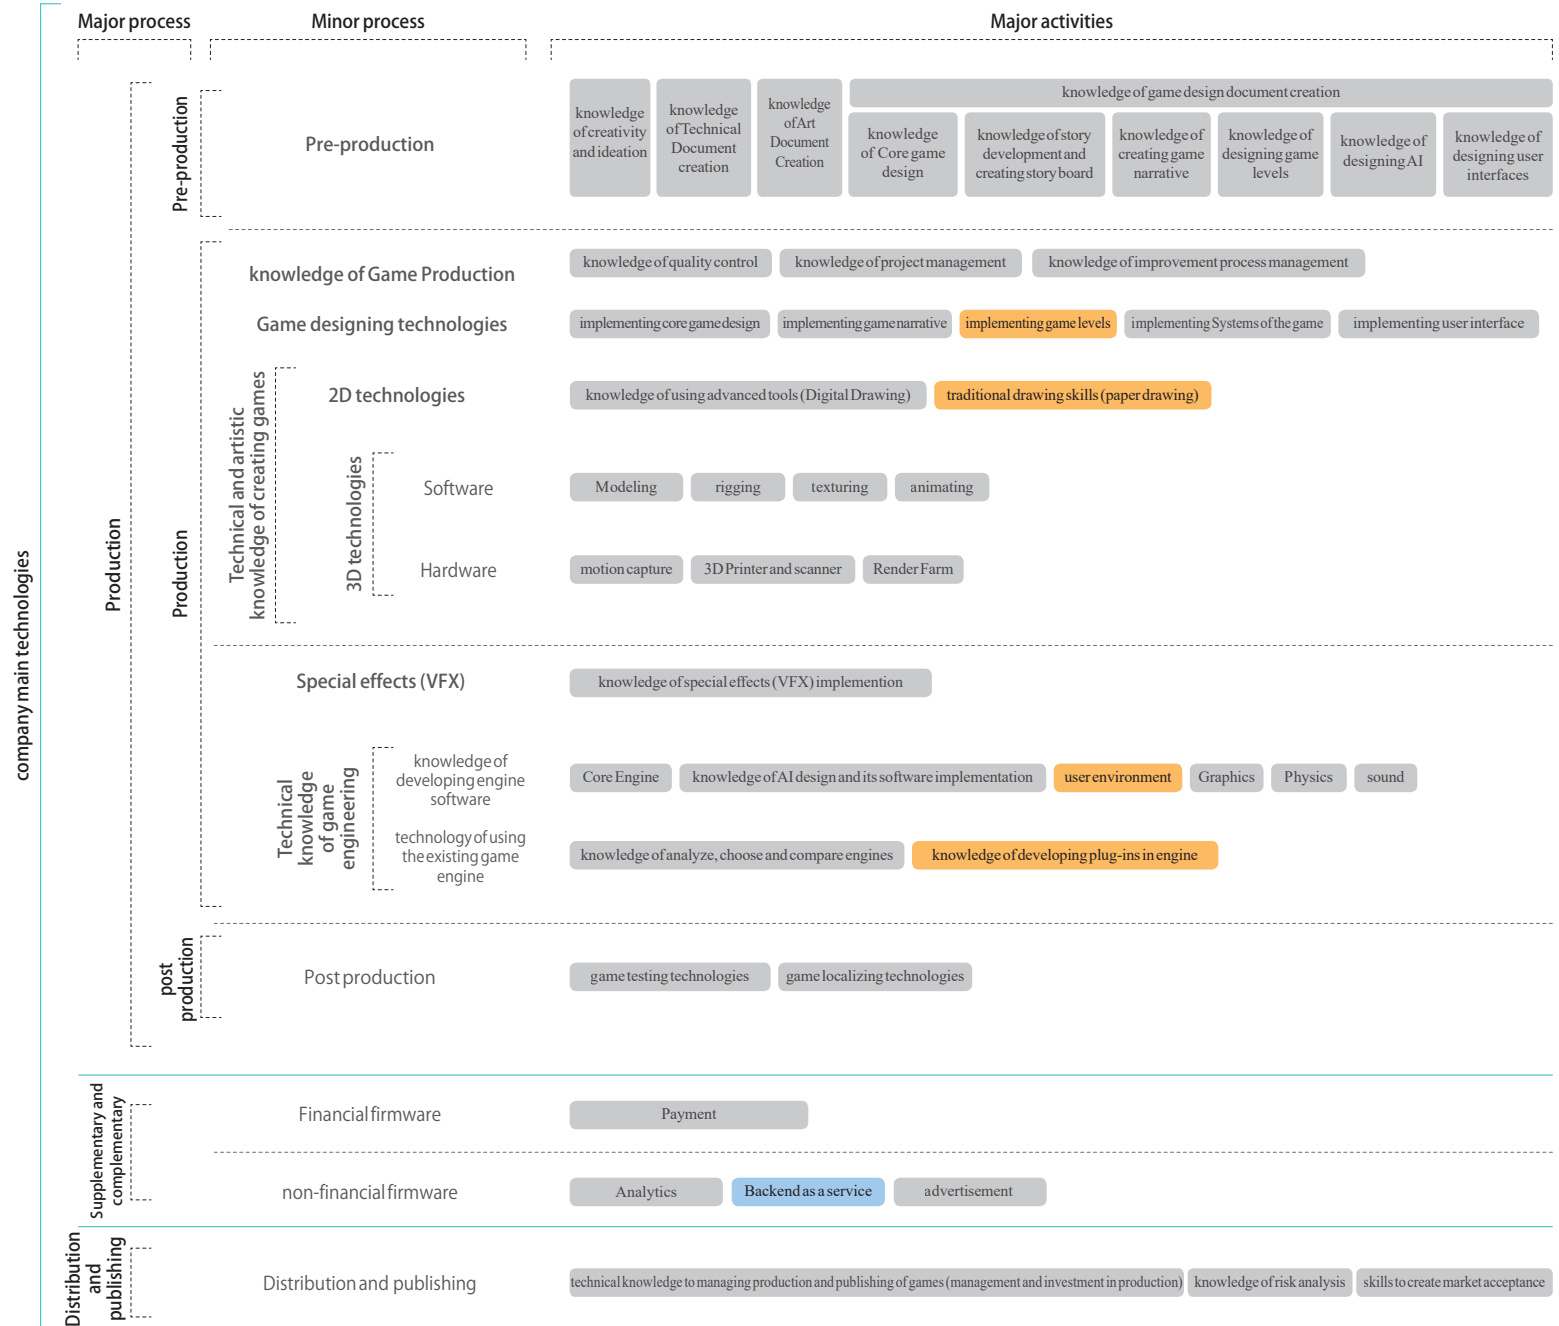 Major process
Minor process
Major activities
company main technologies
Production
Pre-production
Pre-production
knowledge
of creativity
and ideation
knowledge
of Technical
Document
creation
knowledge
of Art
Document
Creation
knowledge of game design document creation
knowledge
of Core game
design
knowledge of story
development and
creating story board
knowledge of
creating game
narrative
knowledge of
designing game
levels
knowledge of
designing AI
knowledge of
designing user
interfaces
Production
knowledge of Game Production
knowledge of quality control
knowledge of project management
knowledge of improvement process management
Game designing technologies
implementing core game design
implementing game narrative
implementing game levels
implementing Systems of the game
implementing user interface
Technical and artistic
knowledge of creating games
2D technologies
knowledge of using advanced tools (Digital Drawing)
traditional drawing skills (paper drawing)
3D technologies
Software
Modeling
rigging
texturing
animating
Hardware
motion capture
3D Printer and scanner
Render Farm
Special effects (VFX)
knowledge of special effects (VFX) implemention
Technical
knowledge
of game
engineering
knowledge of
developing engine
software
Core Engine
knowledge of AI design and its software implementation
user environment
Graphics
Physics
sound
technology of using
the existing game
engine
knowledge of analyze, choose and compare engines
knowledge of developing plug-ins in engine
post
production
Post production
game testing technologies
game localizing technologies
Supplementary and
complementary
Financial firmware
Payment
non-financial firmware
Analytics
Backend as a service
advertisement
Distribution
and
publishing
Distribution and publishing
technical knowledge to managing production and publishing of games (management and investment in production)
knowledge of risk analysis
skills to create market acceptance